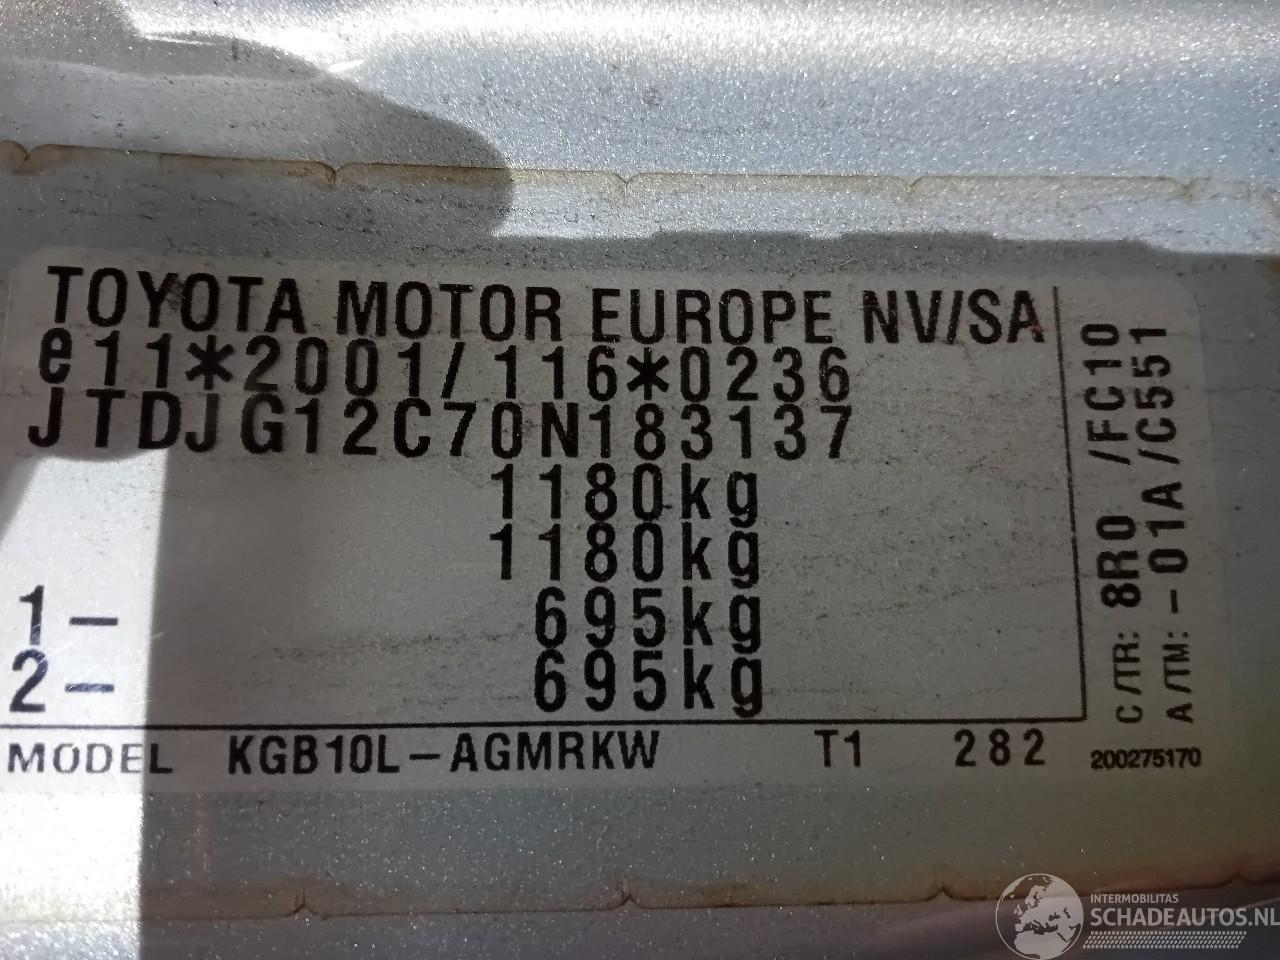 TOYOTA MOTOR EUROPE NV/SA
e11*2001/116*0236
JTDJG12C70N183137
1180kg
1180kg
1- 695kg
2- 695kg
MODEL KGB10L-AGMRKW T1 282
C/TR: 8R0 /FC10
A/TM: -01A/C551
200275170
INTERMOBILITAS
SCHADEAUTOS.NL